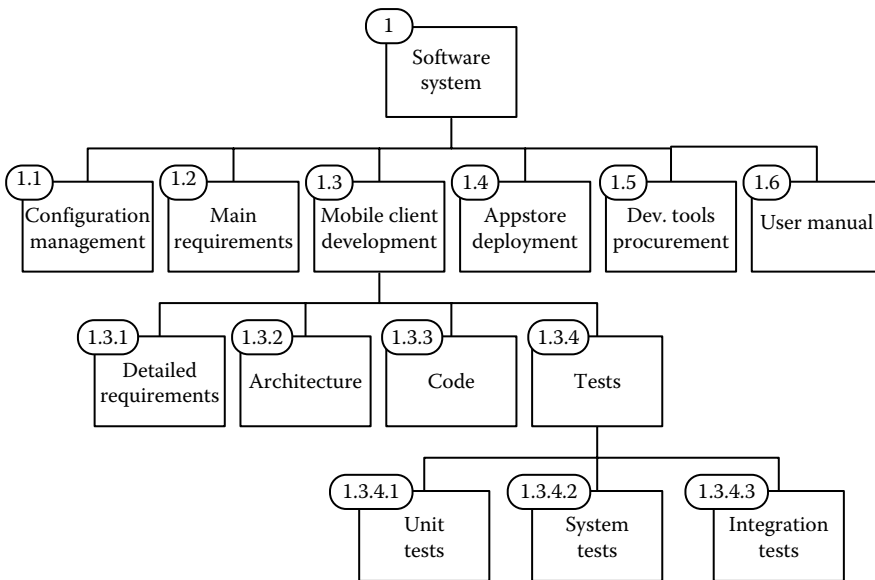 1
Software
system
1.1
Configuration
management
1.2
Main
requirements
1.3
Mobile client
development
1.4
Appstore
deployment
1.5
Dev. tools
procurement
1.6
User manual
1.3.1
Detailed
requirements
1.3.2
Architecture
1.3.3
Code
1.3.4
Tests
1.3.4.1
Unit
tests
1.3.4.2
System
tests
1.3.4.3
Integration
tests